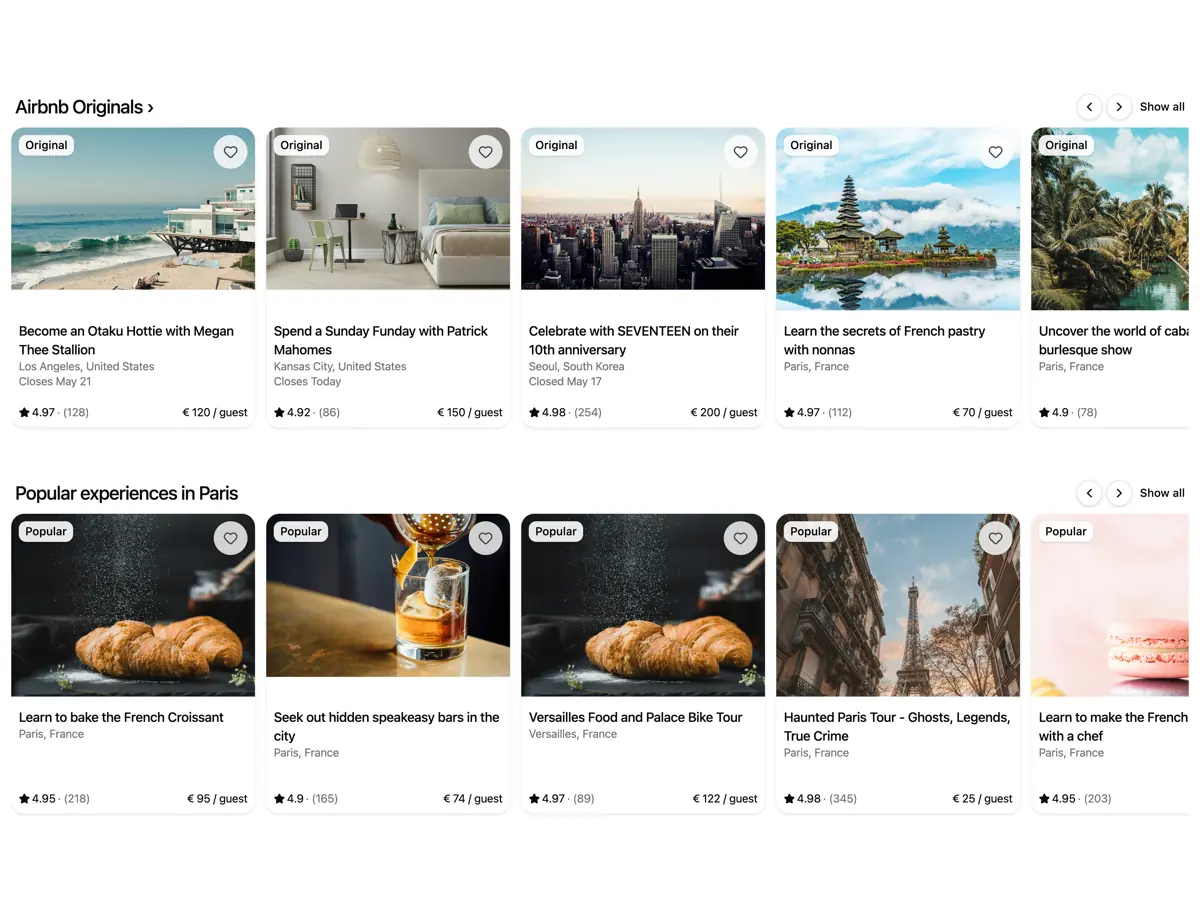 Airbnb Originals ›
Show all
Original
Original
Original
Original
Original
Become an Otaku Hottie with Megan
Thee Stallion
Los Angeles, United States
Closes May 21
4.97 · (128)
€ 120 / guest
Spend a Sunday Funday with Patrick
Mahomes
Kansas City, United States
Closes Today
4.92 · (86)
€ 150 / guest
Celebrate with SEVENTEEN on their
10th anniversary
Seoul, South Korea
Closed May 17
4.98 · (254)
€ 200 / guest
Learn the secrets of French pastry
with nonnas
Paris, France
4.97 · (112)
€ 70 / guest
Uncover the world of
burlesque show
Paris, France
4.9 · (78)
Popular experiences in Paris
Show all
Popular
Popular
Popular
Popular
Popular
Learn to bake the French Croissant
Paris, France
4.95 · (218)
€ 95 / guest
Seek out hidden speakeasy bars in the
city
Paris, France
4.9 · (165)
€ 74 / guest
Versailles Food and Palace Bike Tour
Versailles, France
4.97 · (89)
€ 122 / guest
Haunted Paris Tour - Ghosts, Legends,
True Crime
Paris, France
4.98 · (345)
€ 25 / guest
Learn to make the French
with a chef
Paris, France
4.95 · (203)